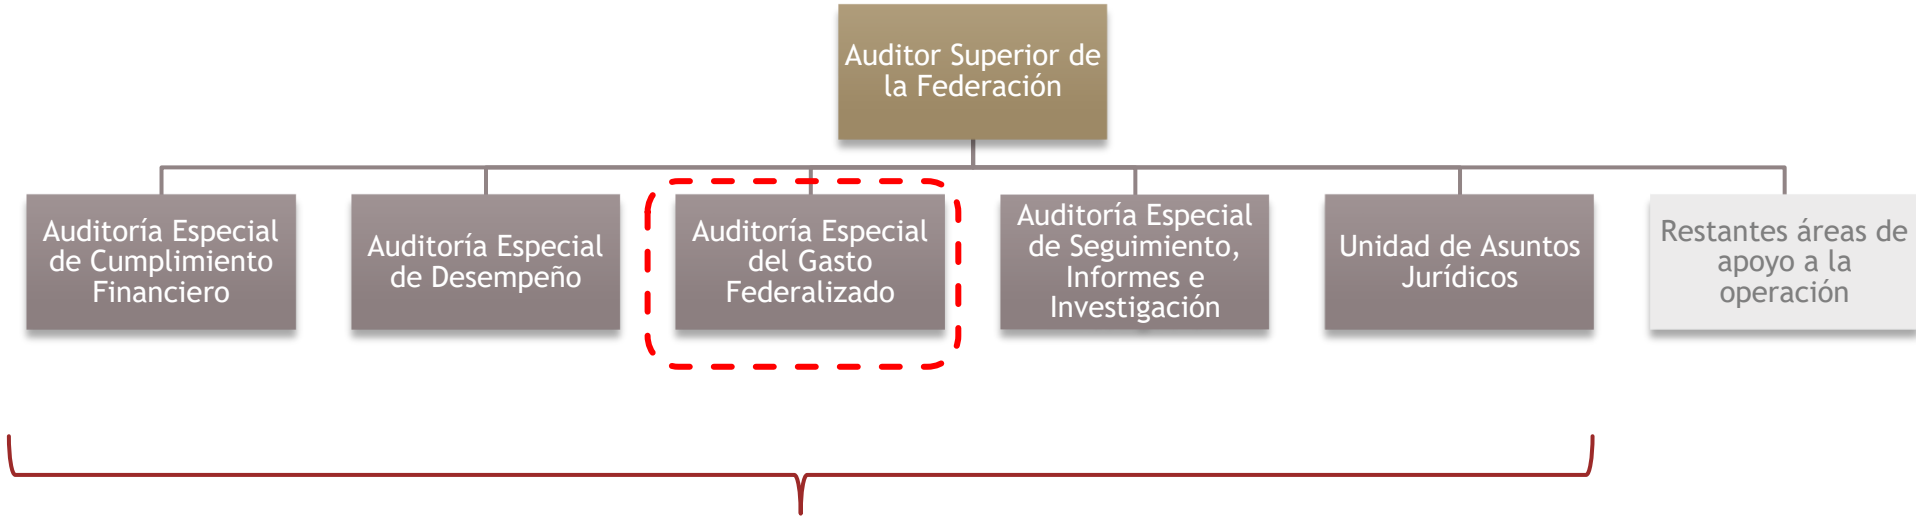 Auditor Superior de
la Federación
Auditoría Especial
de Cumplimiento
Financiero
Auditoría Especial
de Desempeño
Auditoría Especial
del Gasto
Federalizado
Auditoría Especial
de Seguimiento,
Informes e
Investigación
Unidad de Asuntos
Jurídicos
Restantes áreas de
apoyo a la
operación